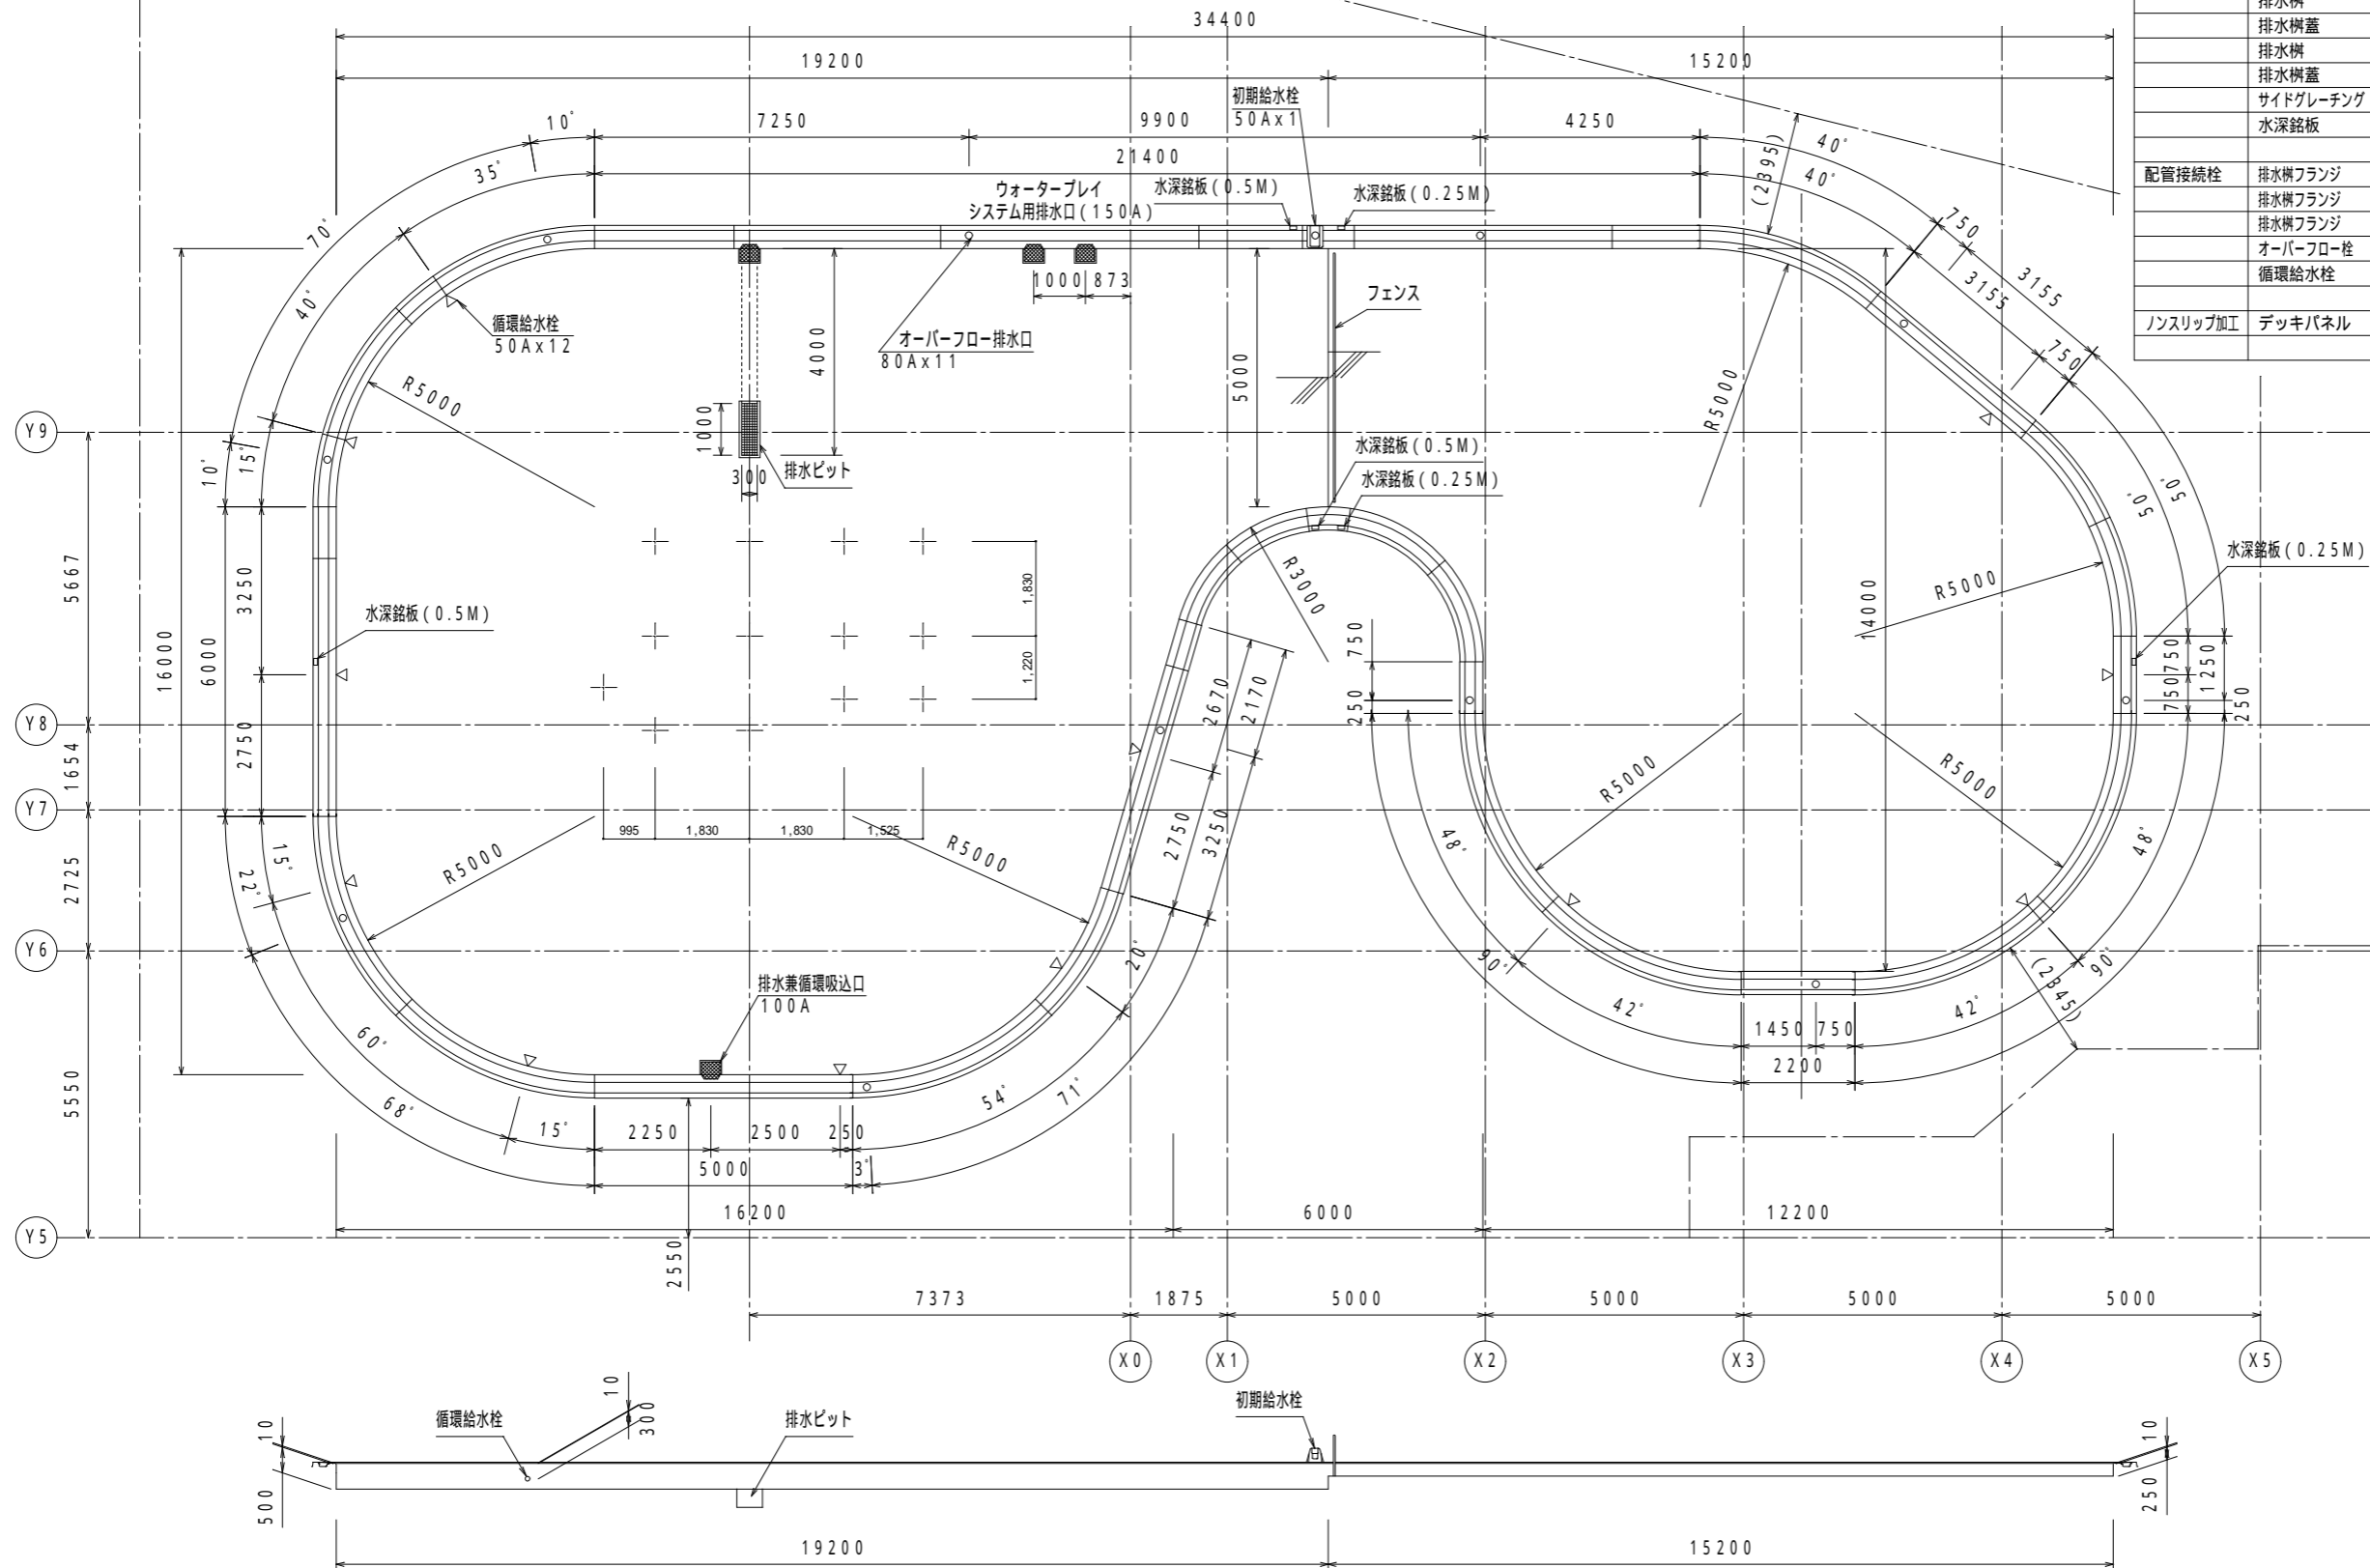 34400
19200
15200
排水桝
排水桝蓋
排水桝
排水桝蓋
サイドグレーチング
水深銘板
配管接続栓 排水桝フランジ
排水桝フランジ
排水桝フランジ
オーバーフロー栓
循環給水栓
ノンスリップ加工 デッキパネル
10°
7250
初期給水栓
50Ax1
9900
4250
21400
40°
40°
(2395)
35°
70°
40°
ウォータープレイ
システム用排水口(150A)
水深銘板(0.5M)
水深銘板(0.25M)
750
3155
3155
750
循環給水栓
50Ax12
オーバーフロー排水口
80Ax11
1000
873
4000
5000
フェンス
R5000
R5000
Y9
10°
15°
1000
300
排水ピット
水深銘板(0.5M)
水深銘板(0.25M)
50°
50°
水深銘板(0.25M)
5667
16000
6000
3250
水深銘板(0.5M)
1,830
1,220
R3000
14000
R5000
750
250
750
750
1250
250
2670
2170
Y8
1654
2750
Y7
995
1,830
1,830
1,525
2750
3250
R5000
R5000
R5000
R5000
48°
48°
2725
22°
15°
Y6
20°
90°
90°
(2345)
排水兼循環吸込口
100A
60°
68°
15°
54°
71°
42°
42°
1450
750
2200
5550
2250
2500
250
5000
3°
16200
6000
12200
Y5
2550
7373
1875
5000
5000
5000
5000
X0
X1
X2
X3
X4
X5
循環給水栓
10
300
排水ピット
初期給水栓
10
500
10
250
19200
15200